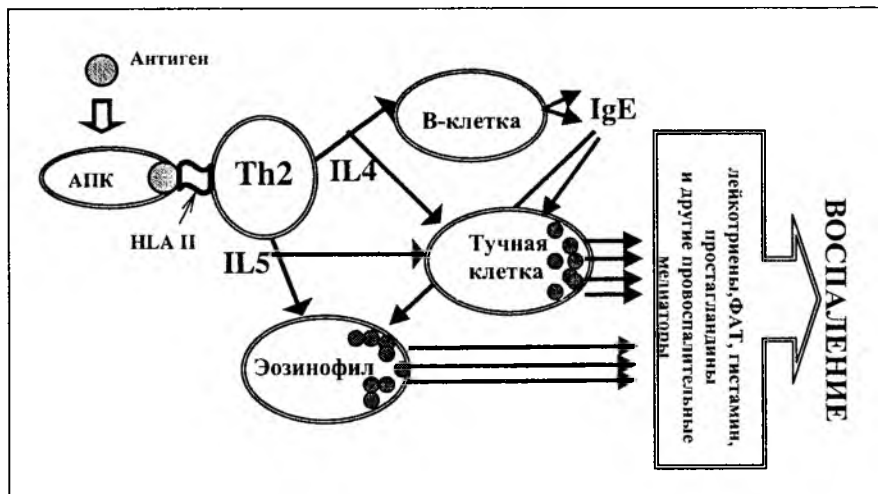 Антиген
АПК
HLA II
Th2
IL4
IL5
В-клетка
IgE
Тучная
клетка
Эозинофил
лейкотриены,ФАТ, гистамин,
простагландины
и другие провоспалительные
медиаторы
ВОСПАЛЕНИЕ